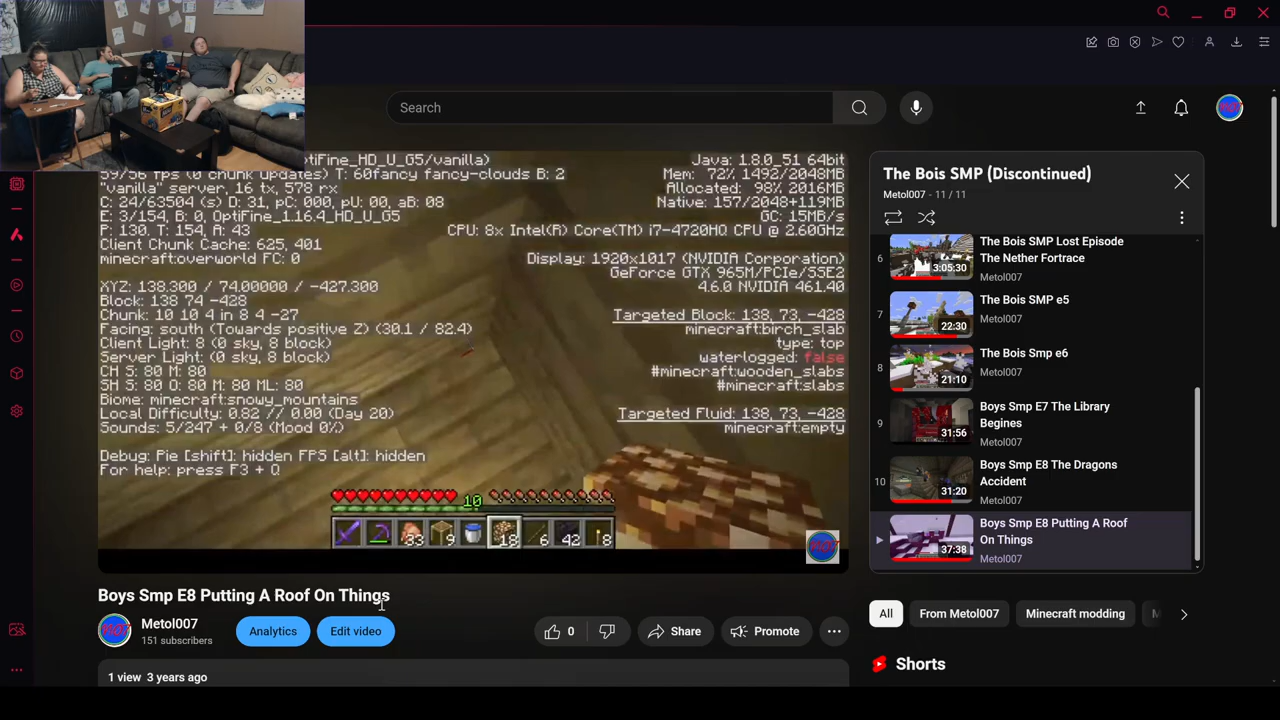 Search
tiFine_HD_U_G5/vanilla)
59/56 fps (0 chunk updates) T: 60fancy fancy-clouds B: 2
"vanilla" server, 16 tx, 578 rx
C: 24/63504 (s) D: 31, pC: 000, pU: 00, aB: 08
E: 3/154, B: 0, OptiFine_1.16.4_HD_U_G5
P: 130, T: 154, A: 43
Client Chunk Cache: 625, 401
minecraft:overworld FC: 0
XYZ: 138.300 / 74.00000 / -427.300
Block: 138 74 -428
Chunk: 10 10 4 in 8 4 -27
Facing: south (Towards positive Z) (30.1 / 82.4)
Client Light: 8 (0 sky, 8 block)
Server Light: (0 sky, 8 block)
CH S: 80 M: 80
SH S: 80 O: 80 M: 80 ML: 80
Biome: minecraft:snowy_mountains
Local Difficulty: 0.82 // 0.00 (Day 20)
Sounds: 5/247 + 0/8 (Mood 0%)
Debug: Pie [shift]: hidden FPS [alt]: hidden
For help: press F3 + Q
Java: 1.8.0_51 64bit
Mem: 72% 1492/2048MB
Allocated: 98% 2016MB
Native: 157/2048+119MB
GC: 15MB/s
CPU: 8x Intel(R) Core(TM) i7-4720HQ CPU @ 2.60GHz
Display: 1920x1017 (NVIDIA Corporation)
GeForce GTX 965M/PCIe/SSE2
4.6.0 NVIDIA 461.40
Targeted Block: 138, 73, -428
minecraft:birch_slab
type: top
waterlogged: false
#minecraft:wooden_slabs
#minecraft:slabs
Targeted Fluid: 138, 73, -428
minecraft:empty
10
33 9 18 6 42 8
Boys Smp E8 Putting A Roof On Things
Metol007
151 subscribers
Analytics
Edit video
0
Share
Promote
1 view 3 years ago
The Bois SMP (Discontinued)
Metol007 - 11 / 11
6
3:05:30
The Bois SMP Lost Episode
The Nether Fortrace
Metol007
7
22:30
The Bois SMP e5
Metol007
8
21:10
The Bois Smp e6
Metol007
9
31:56
Boys Smp E7 The Library
Begines
Metol007
10
31:20
Boys Smp E8 The Dragons
Accident
Metol007
37:38
Boys Smp E8 Putting A Roof
On Things
Metol007
All
From Metol007
Minecraft modding
Shorts